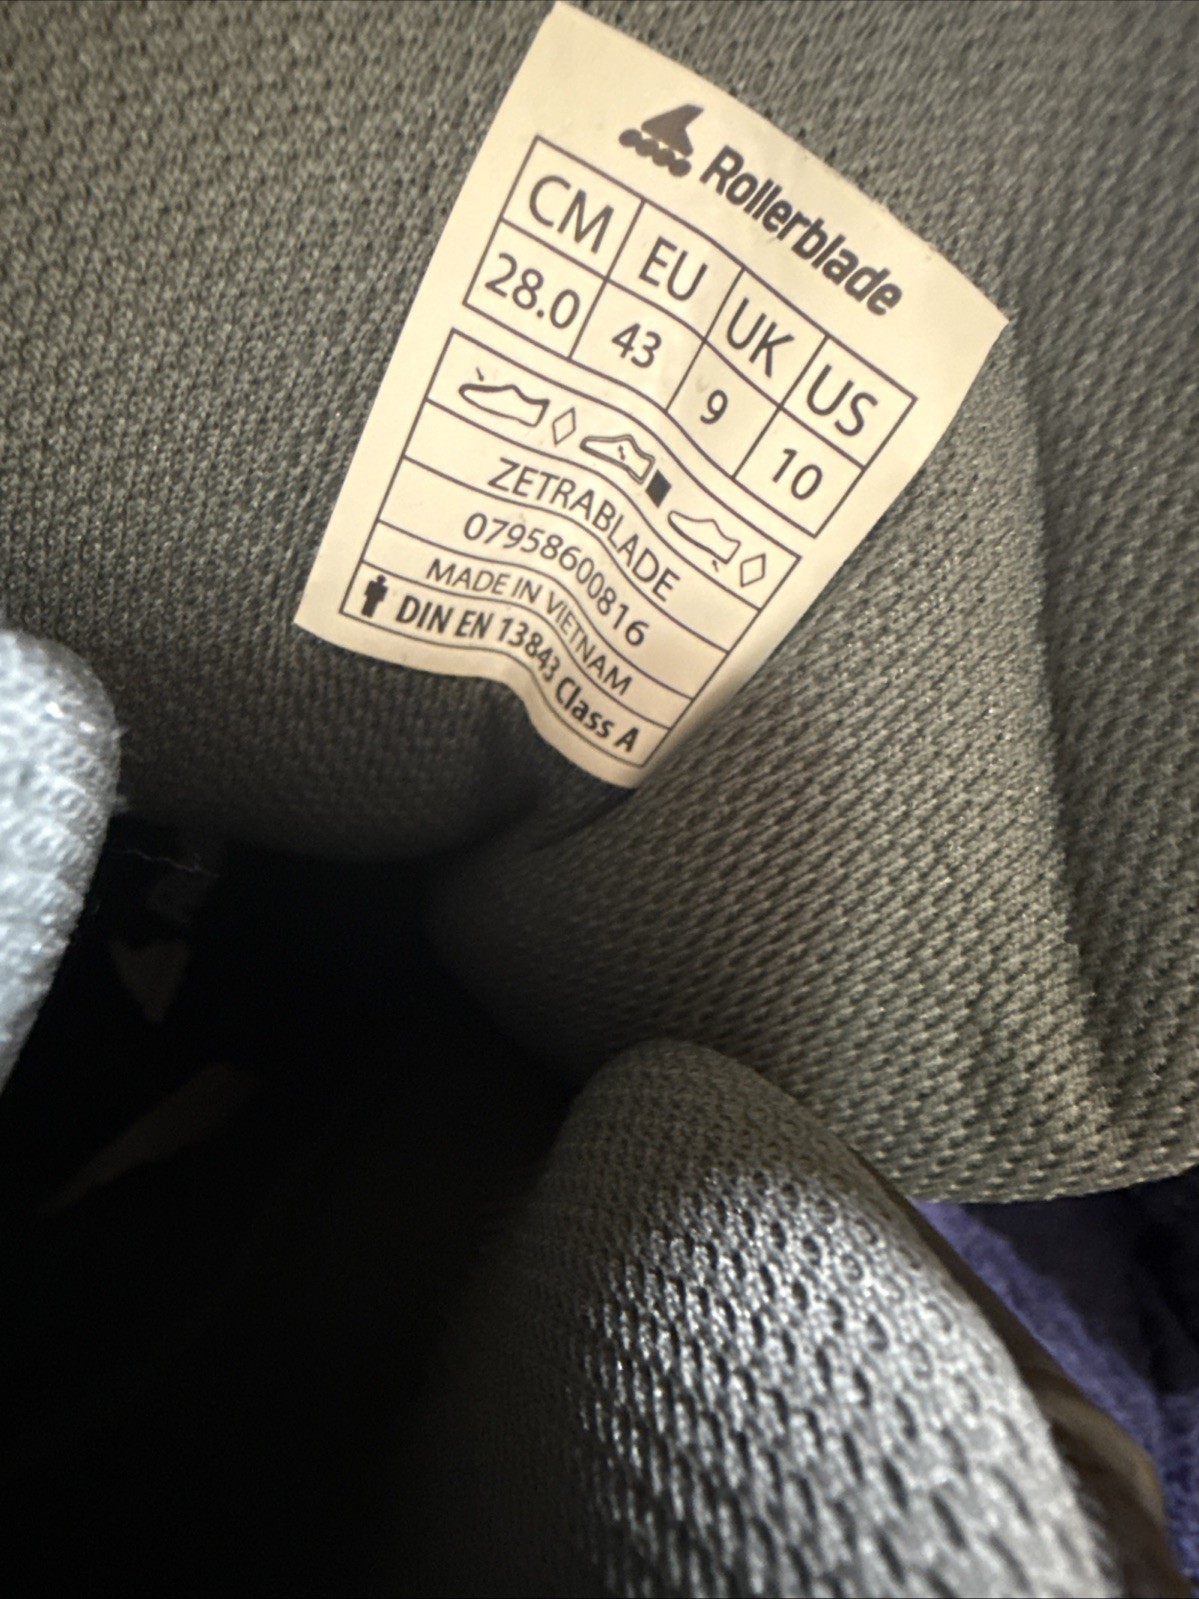 Rollerblade
CM EU UK US
28.0 43 9 10
ZETRABLADE
07958600816
MADE IN VIETNAM
DIN EN 13843 Class A